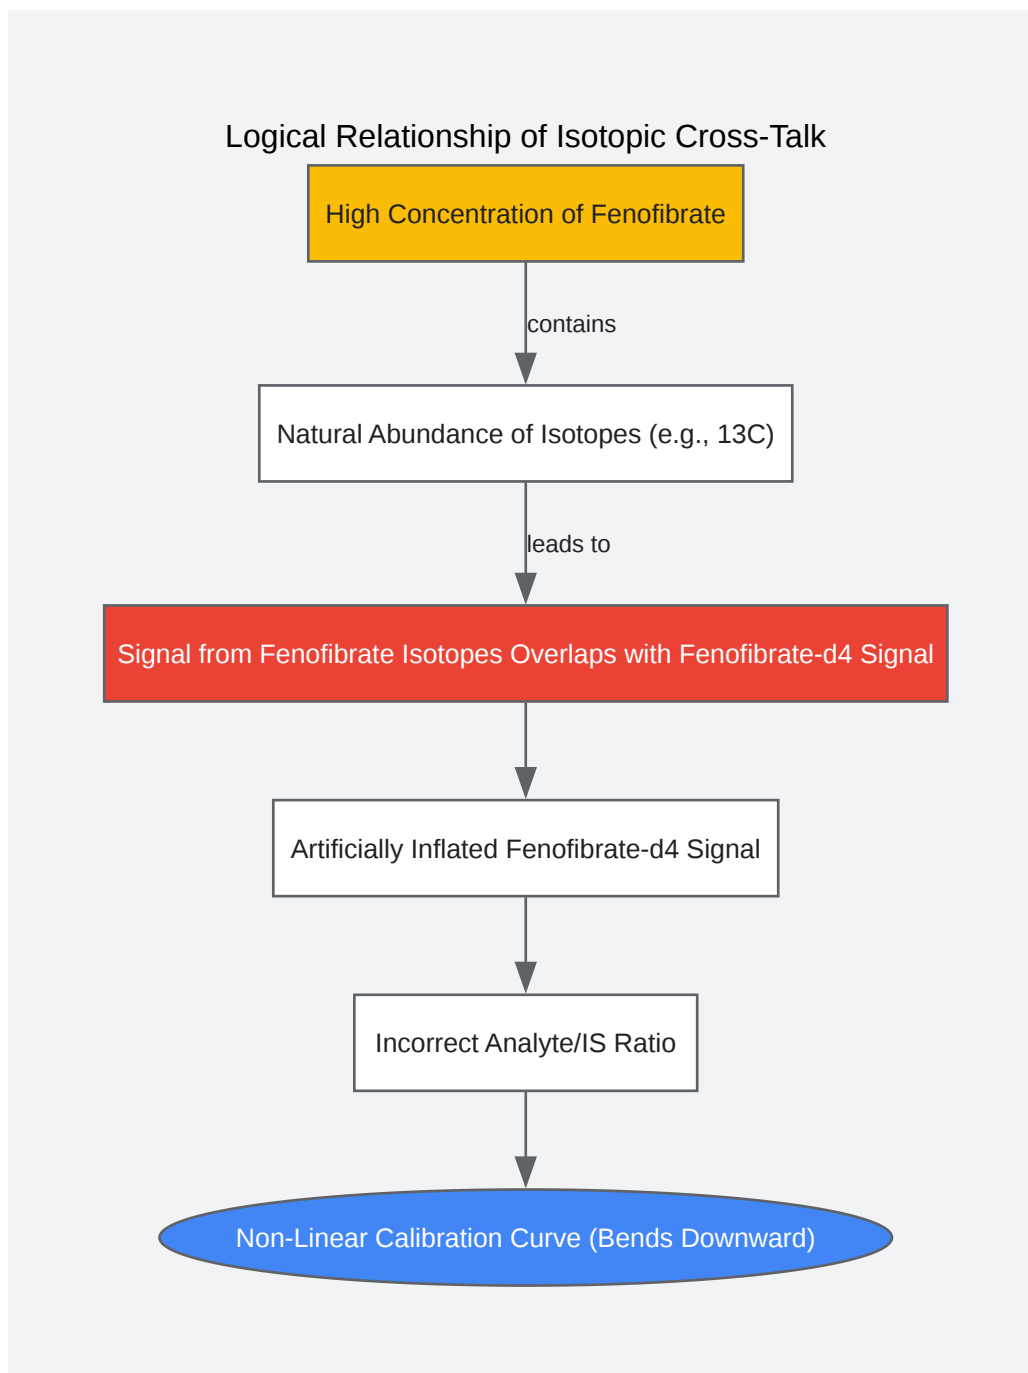 Logical Relationship of Isotopic Cross-Talk
High Concentration of Fenofibrate
contains
Natural Abundance of Isotopes (e.g., 13C)
leads to
Signal from Fenofibrate Isotopes Overlaps with Fenofibrate-d4 Signal
Artificially Inflated Fenofibrate-d4 Signal
Incorrect Analyte/IS Ratio
Non-Linear Calibration Curve (Bends Downward)